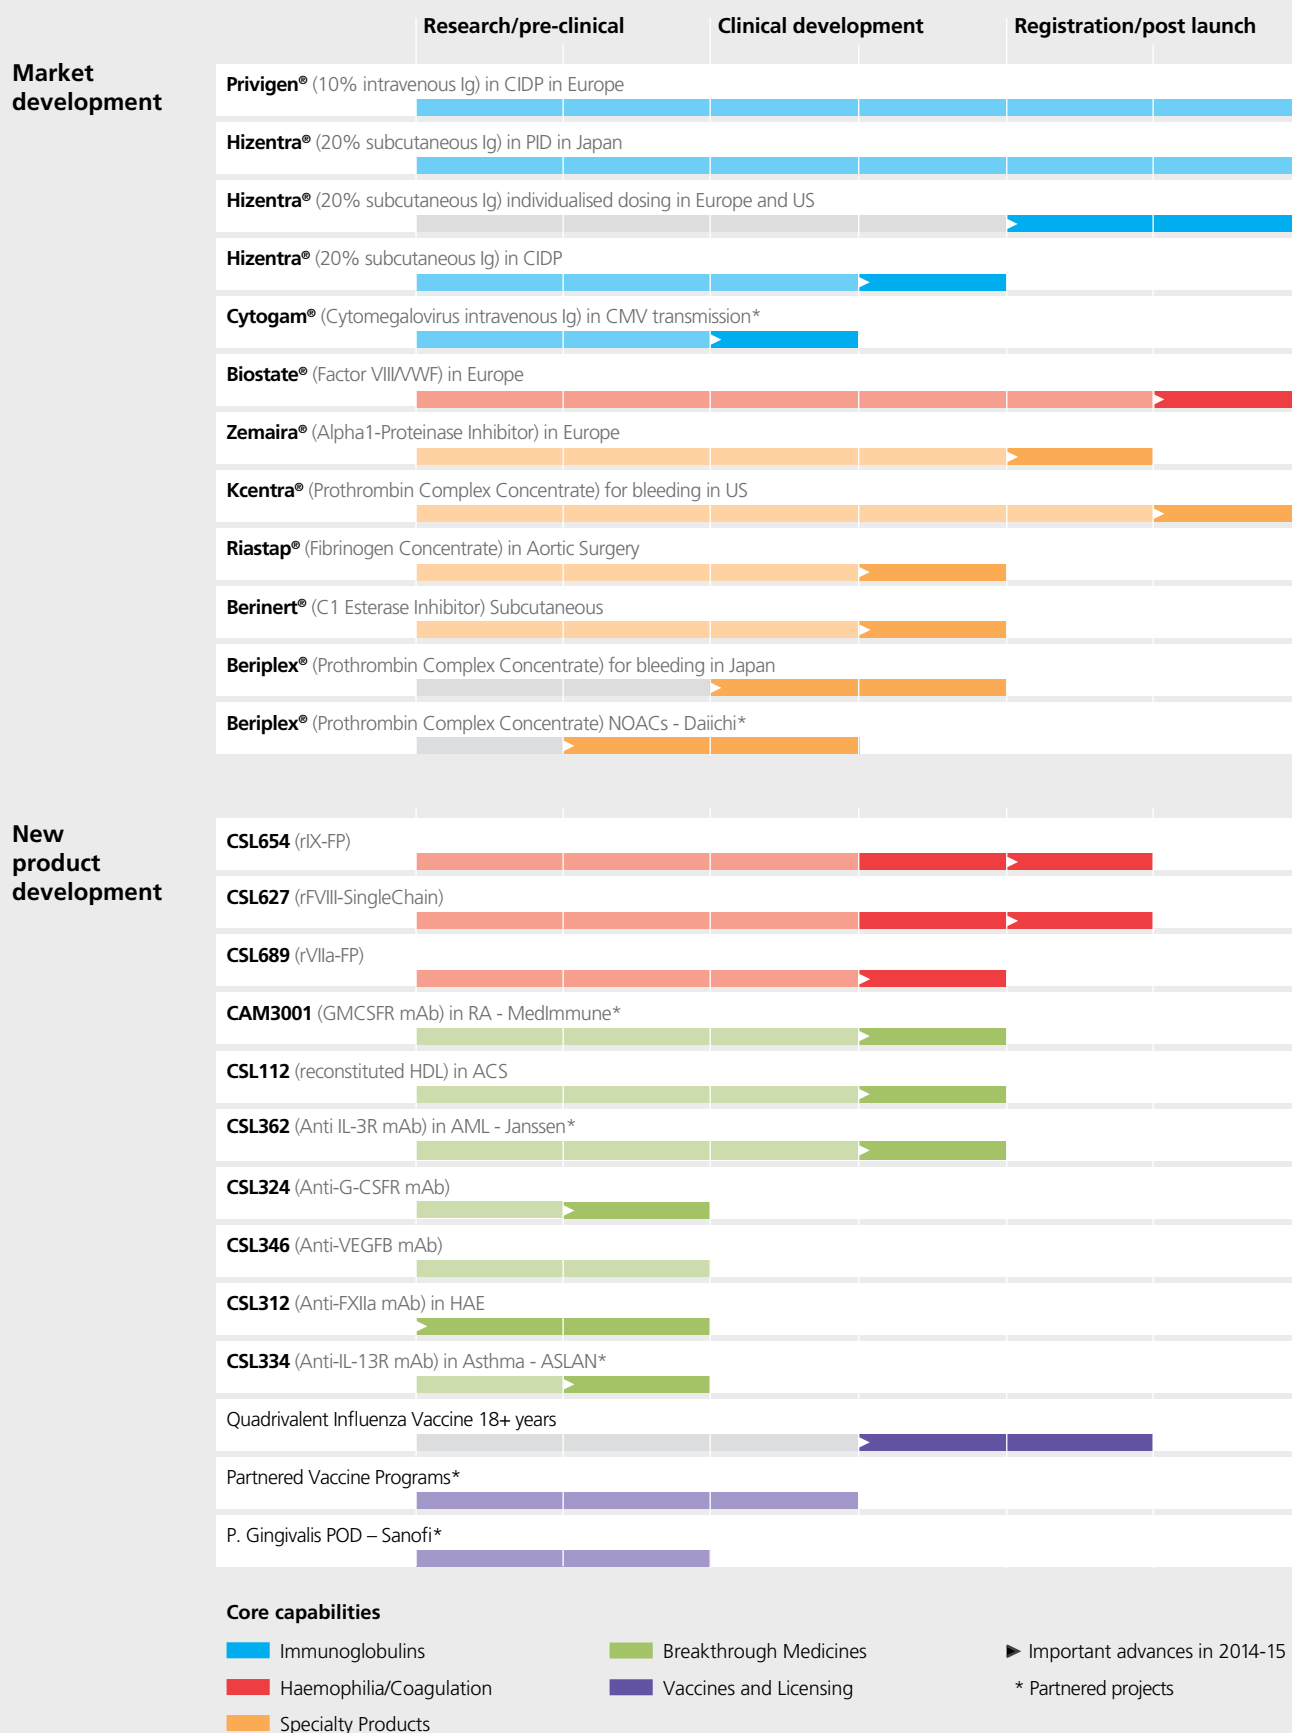 Research/pre-clinical Clinical development Registration/post launch
Market
development
Privigen® (10% intravenous Ig) in CIDP in Europe
Hizentra® (20% subcutaneous Ig) in PID in Japan
Hizentra® (20% subcutaneous Ig) individualised dosing in Europe and US
Hizentra® (20% subcutaneous Ig) in CIDP
Cytogam® (Cytomegalovirus intravenous Ig) in CMV transmission*
Biostate® (Factor VIII/VWF) in Europe
Zemaira® (Alpha1-Proteinase Inhibitor) in Europe
Kcentra® (Prothrombin Complex Concentrate) for bleeding in US
Riastap® (Fibrinogen Concentrate) in Aortic Surgery
Berinert® (C1 Esterase Inhibitor) Subcutaneous
Beriplex® (Prothrombin Complex Concentrate) for bleeding in Japan
Beriplex® (Prothrombin Complex Concentrate) NOACs - Daiichi*
New
product
development
CSL654 (rIX-FP)
CSL627 (rFVIII-SingleChain)
CSL689 (rVIIa-FP)
CAM3001 (GMCSFR mAb) in RA - MedImmune*
CSL112 (reconstituted HDL) in ACS
CSL362 (Anti IL-3R mAb) in AML - Janssen*
CSL324 (Anti-G-CSFR mAb)
CSL346 (Anti-VEGFB mAb)
CSL312 (Anti-FXIIa mAb) in HAE
CSL334 (Anti-IL-13R mAb) in Asthma - ASLAN*
Quadrivalent Influenza Vaccine 18+ years
Partnered Vaccine Programs*
P. Gingivalis POD – Sanofi*
Core capabilities
Immunoglobulins
Haemophilia/Coagulation
Specialty Products
Breakthrough Medicines
Vaccines and Licensing
Important advances in 2014-15
* Partnered projects